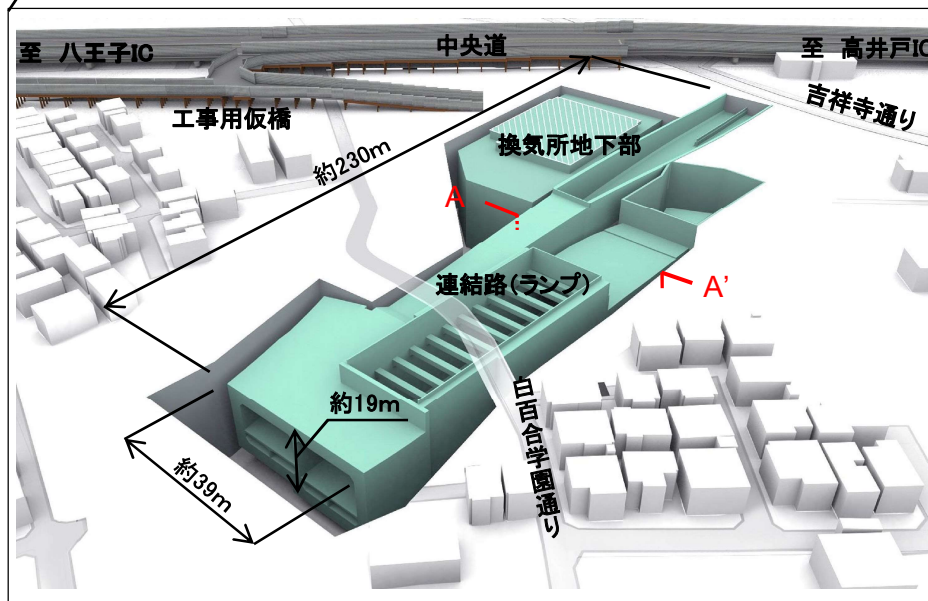 至 八王子IC
中央道
至 高井戸IC
吉祥寺通り
工事用仮橋
換気所地下部
約230m
A
連結路(ランプ)
A'
約19m
白百合学園通り
約39m